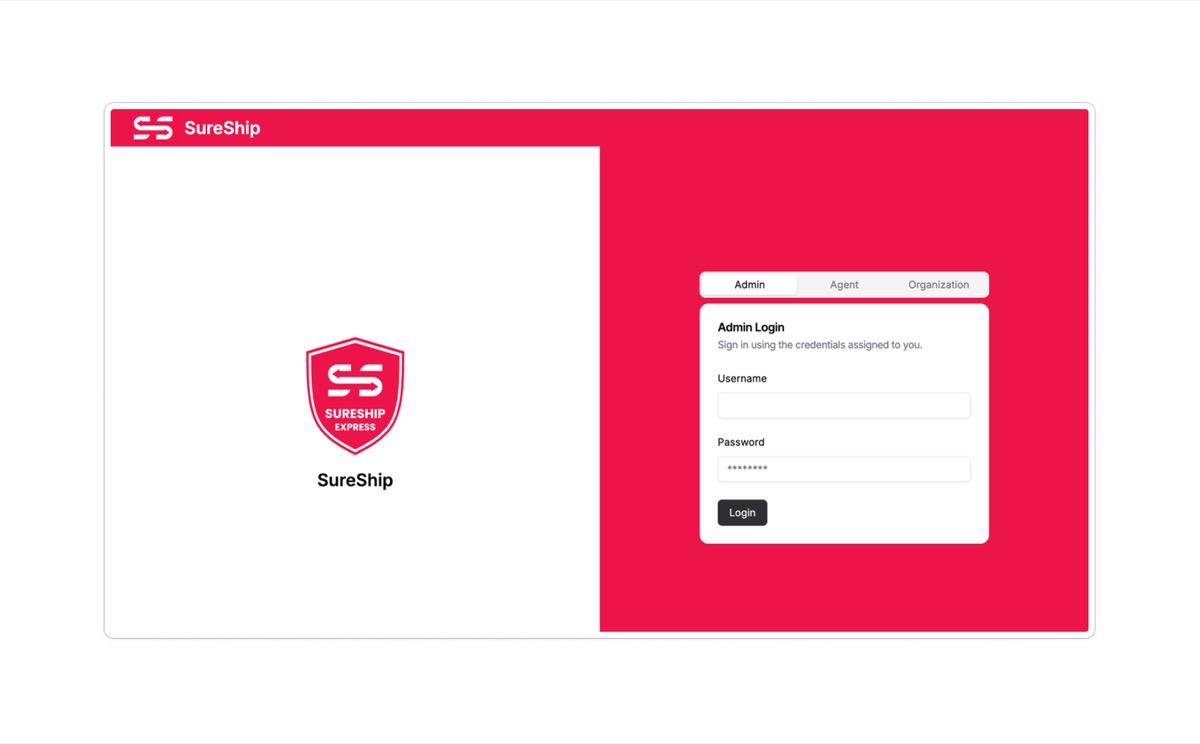 SureShip
SURESHIP
EXPRESS
SureShip
Admin Agent Organization
Admin Login
Sign in using the credentials assigned to you.
Username
Password
********
Login